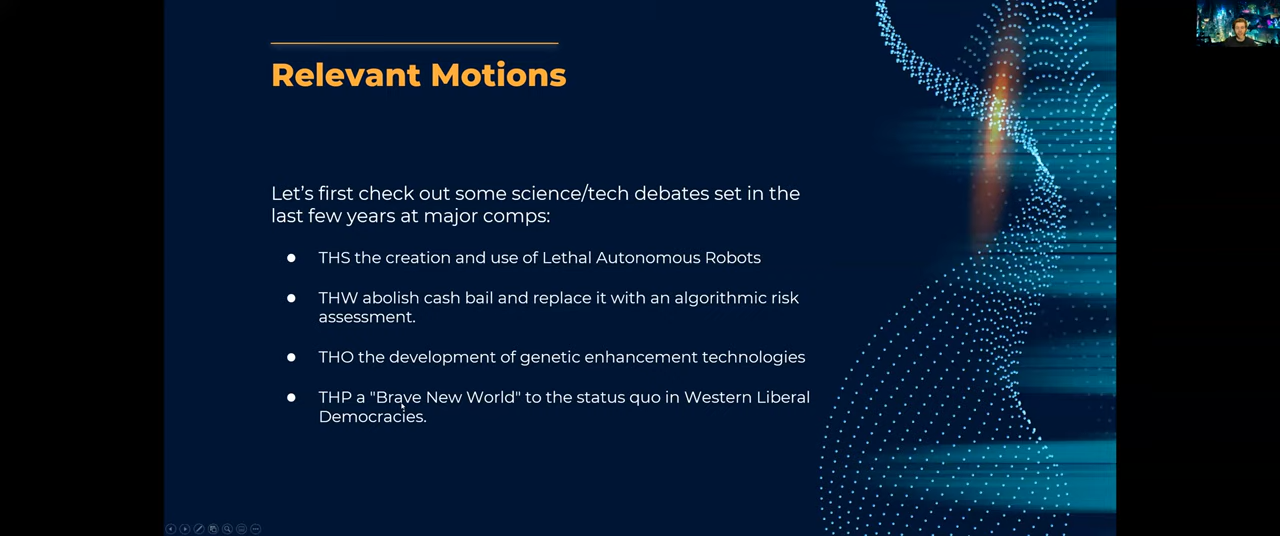 Relevant Motions
Let’s first check out some science/tech debates set in the
last few years at major comps:
● THS the creation and use of Lethal Autonomous Robots
● THW abolish cash bail and replace it with an algorithmic risk
assessment.
● THO the development of genetic enhancement technologies
● THP a "Brave New World" to the status quo in Western Liberal
Democracies.